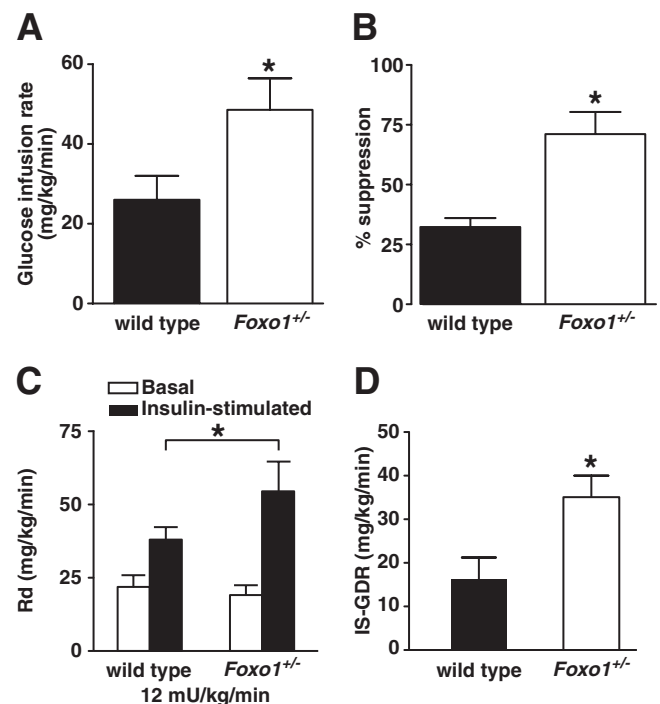 A
Glucose infusion rate
(mg/kg/min)
60
40
20
0
*
wild type
Foxo1+/-
B
% suppression
100
75
50
25
0
*
wild type
Foxo1+/-
C
Basal
Insulin-stimulated
Rd (mg/kg/min)
75
50
25
0
*
wild type
Foxo1+/-
12 mU/kg/min
D
IS-GDR (mg/kg/min)
50
40
30
20
10
0
*
wild type
Foxo1+/-